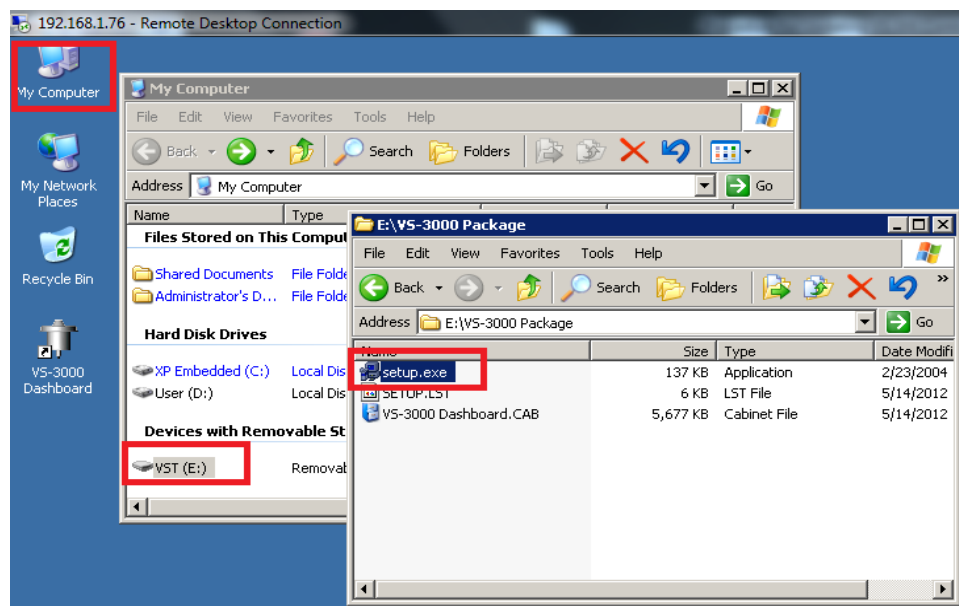 192.168.1.76 - Remote Desktop Connection
My Computer
My Network
Places
Recycle Bin
VS-3000
Dashboard
My Computer
File Edit View Favorites Tools Help
Back Search Folders
Address My Computer Go
Name Type
Files Stored on This Comput
Shared Documents File Folde
Administrator's D... File Folde
Hard Disk Drives
XP Embedded (C:) Local Dis
User (D:) Local Dis
Devices with Removable St
VST (E:) Removab
E:\VS-3000 Package
File Edit View Favorites Tools Help
Back Search Folders »
Address E:\VS-3000 Package Go
Name Size Type Date Modifi
setup.exe 137 KB Application 2/23/2004
SETUP.LST 6 KB LST File 5/14/2012
VS-3000 Dashboard.CAB 5,677 KB Cabinet File 5/14/2012